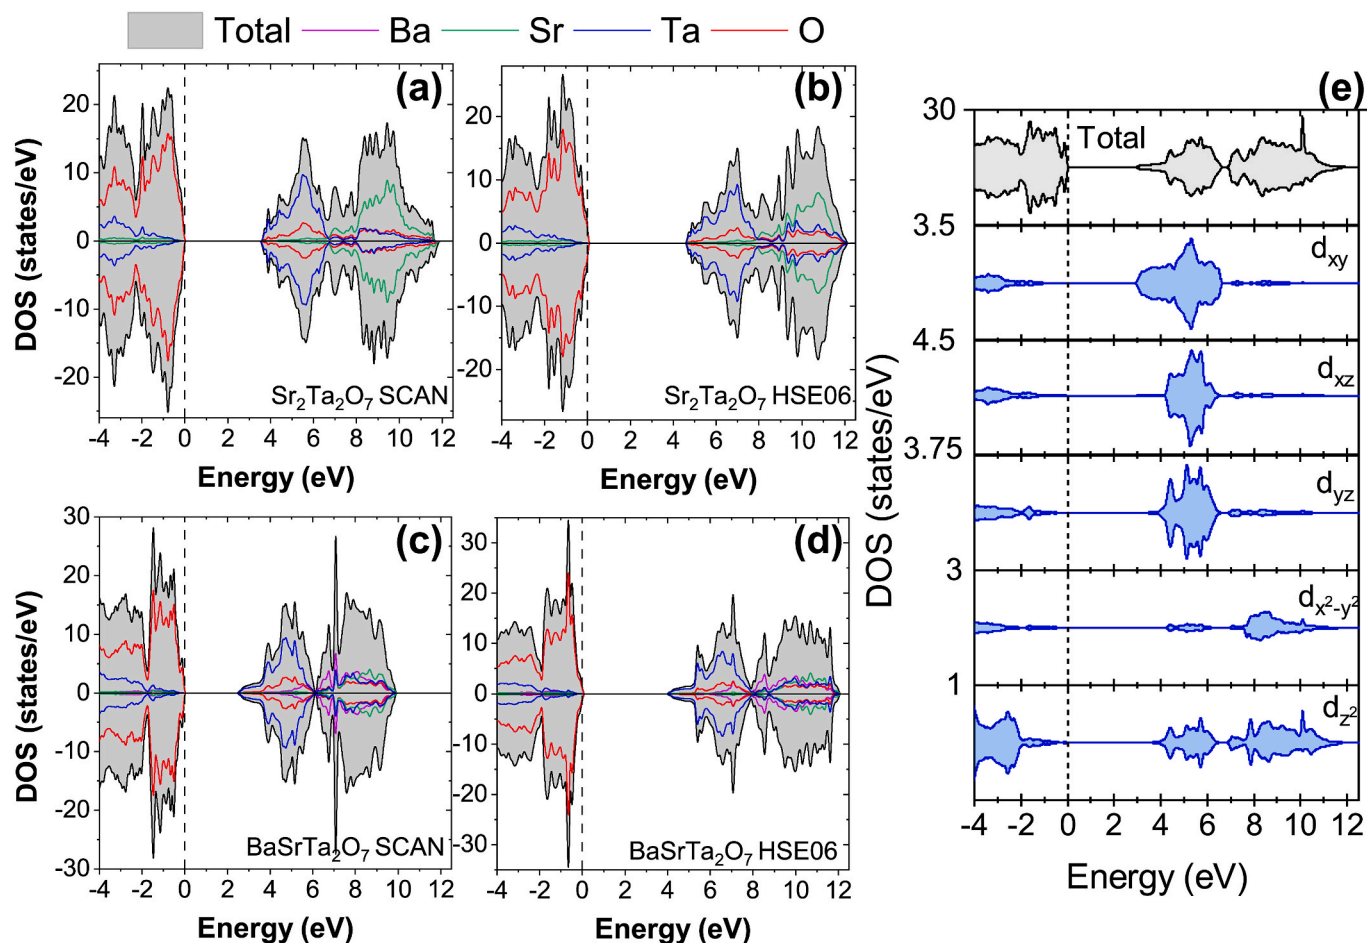 Total Ba Sr Ta O
(a)
20
10
0
-10
-20
DOS (states/eV)
Sr₂Ta₂O₇ SCAN
-4 -2 0 2 4 6 8 10 12
Energy (eV)
(b)
20
10
0
-10
-20
Sr₂Ta₂O₇ HSE06
-4 -2 0 2 4 6 8 10 12
Energy (eV)
(c)
30
20
10
0
-10
-20
-30
DOS (states/eV)
BaSrTa₂O₇ SCAN
-4 -2 0 2 4 6 8 10 12
Energy (eV)
(d)
30
20
10
0
-10
-20
-30
BaSrTa₂O₇ HSE06
-4 -2 0 2 4 6 8 10 12
Energy (eV)
(e)
30
Total
3.5
dxy
4.5
dxz
3.75
dyz
3
dx²-y²
1
dz²
DOS (states/eV)
-4 -2 0 2 4 6 8 10 12
Energy (eV)